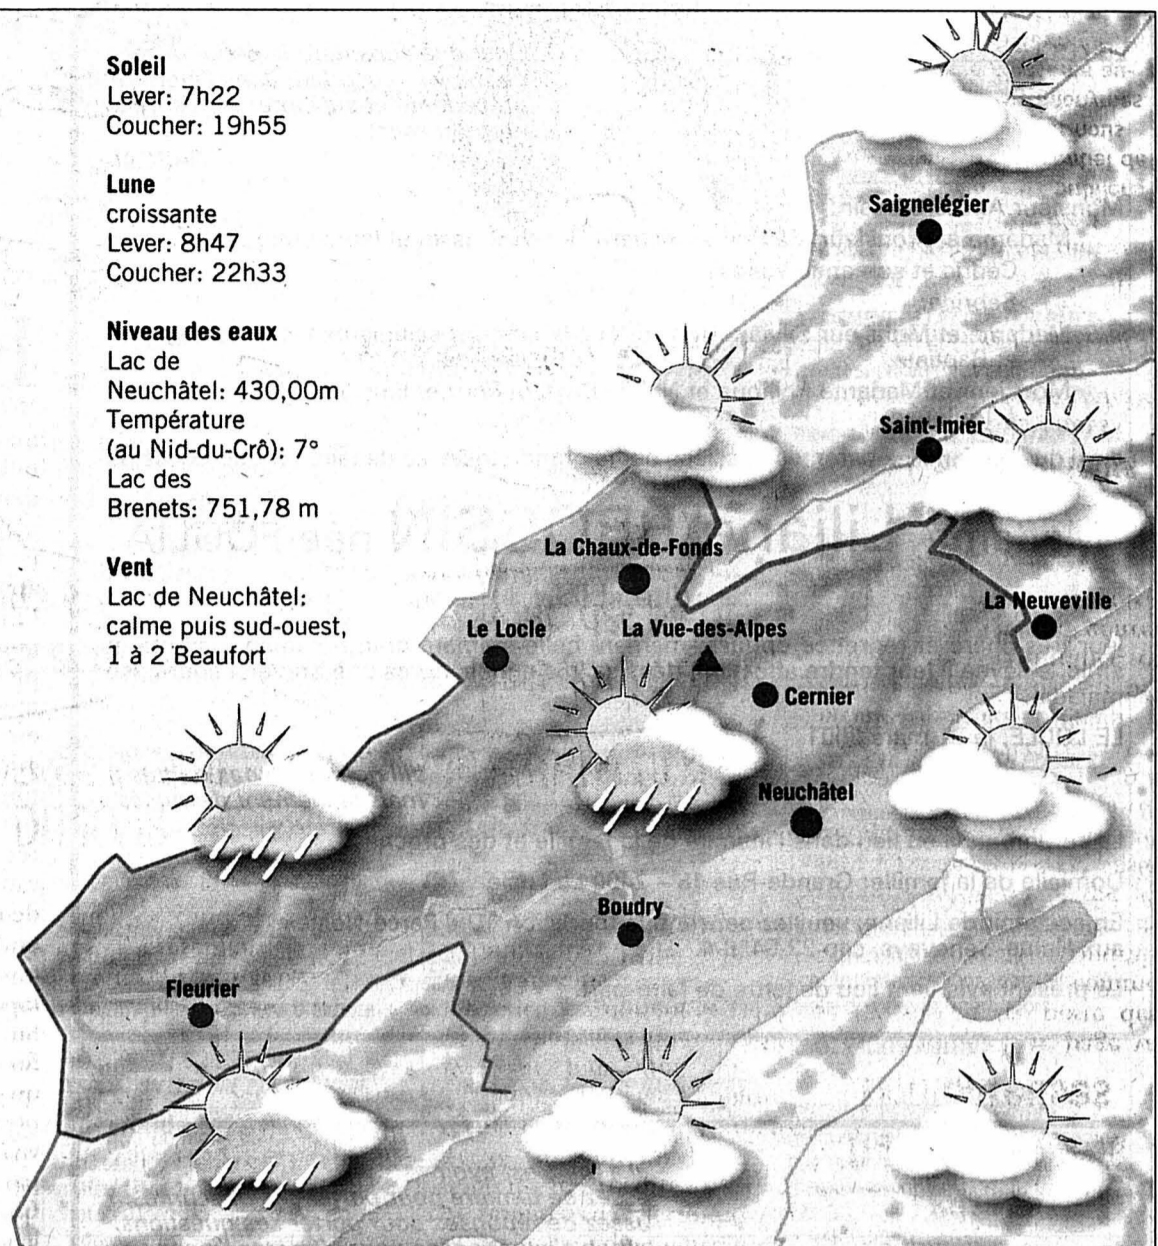 Soleil
Lever: 7h22
Coucher: 19h55
Lune
croissante
Lever: 8h47
Coucher: 22h33
Niveau des eaux
Lac de
Neuchâtel: 430,00m
Température
(au Nid-du-Crô): 7°
Lac des
Brenets: 751,78 m
Vent
Lac de Neuchâtel:
calme puis sud-ouest,
1 à 2 Beaufort
Saignelégier
Saint-Imier
La Chaux-de-Fonds
La Neuveville
Le Locle
La Vue-des-Alpes
Cernier
Neuchâtel
Boudry
Fleurier